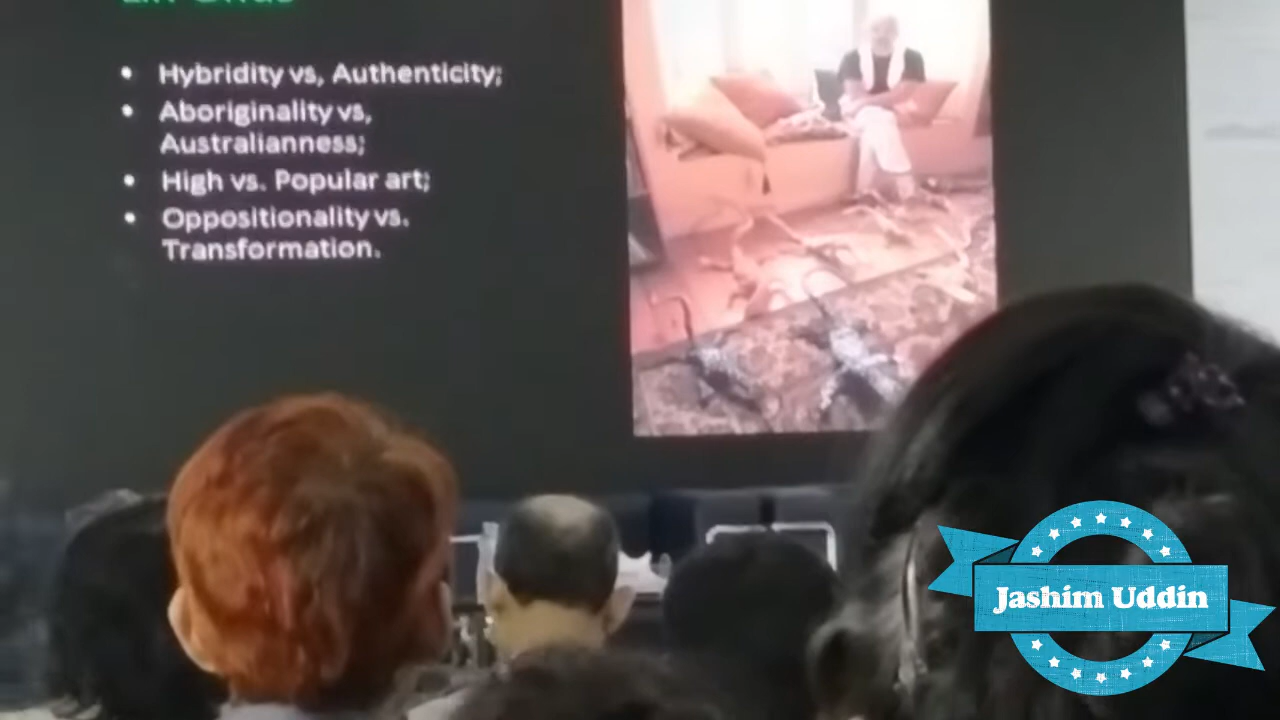 • Hybridity vs, Authenticity;
• Aboriginality vs,
Australianness;
• High vs. Popular art;
• Oppositionality vs.
Transformation.
Jashim Uddin